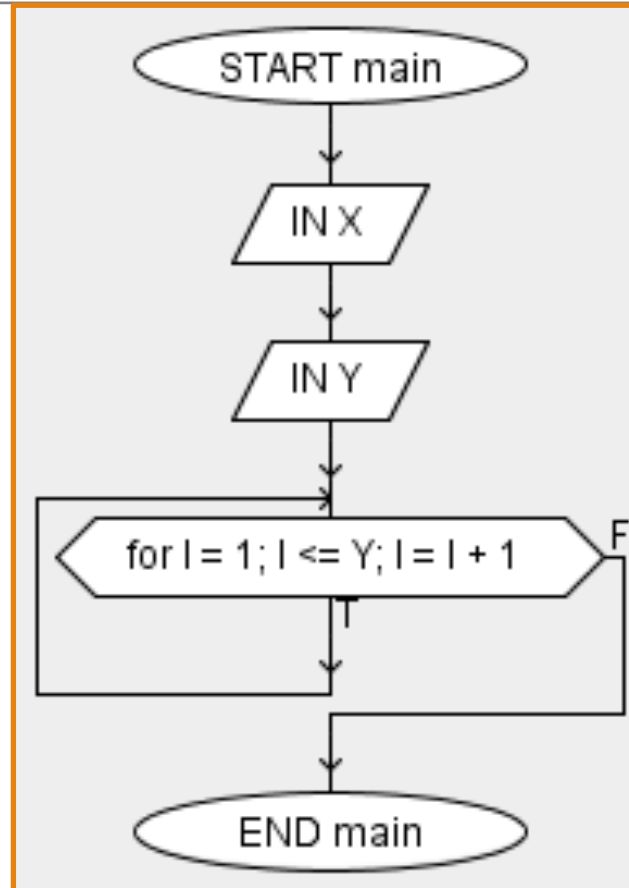 START main
IN X
IN Y
for I = 1; I <= Y; I = I + 1
F
T
END main